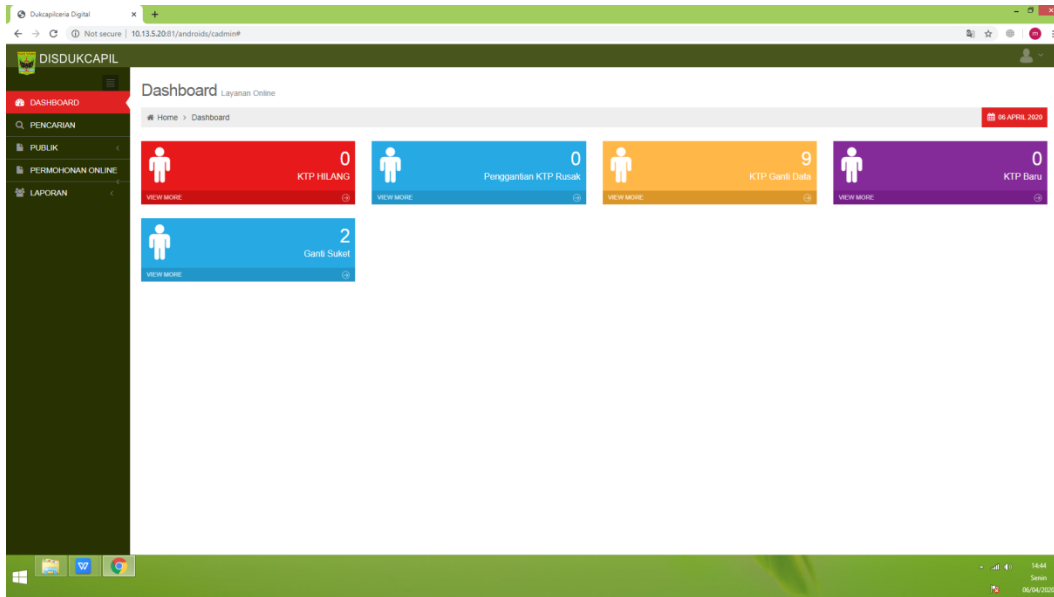 Dukcapilceria Digital
Not secure | 10.13.5.20:81/androids/cadmin#
m
DISDUKCAPIL
DASHBOARD
PENCARIAN
PUBLIK
PERMOHONAN ONLINE
LAPORAN
Dashboard Layanan Online
Home > Dashboard
06 APRIL 2020
0
KTP HILANG
VIEW MORE
0
Penggantian KTP Rusak
VIEW MORE
9
KTP Ganti Data
VIEW MORE
0
KTP Baru
VIEW MORE
2
Ganti Suket
VIEW MORE
W
14:44
Senin
06/04/2020